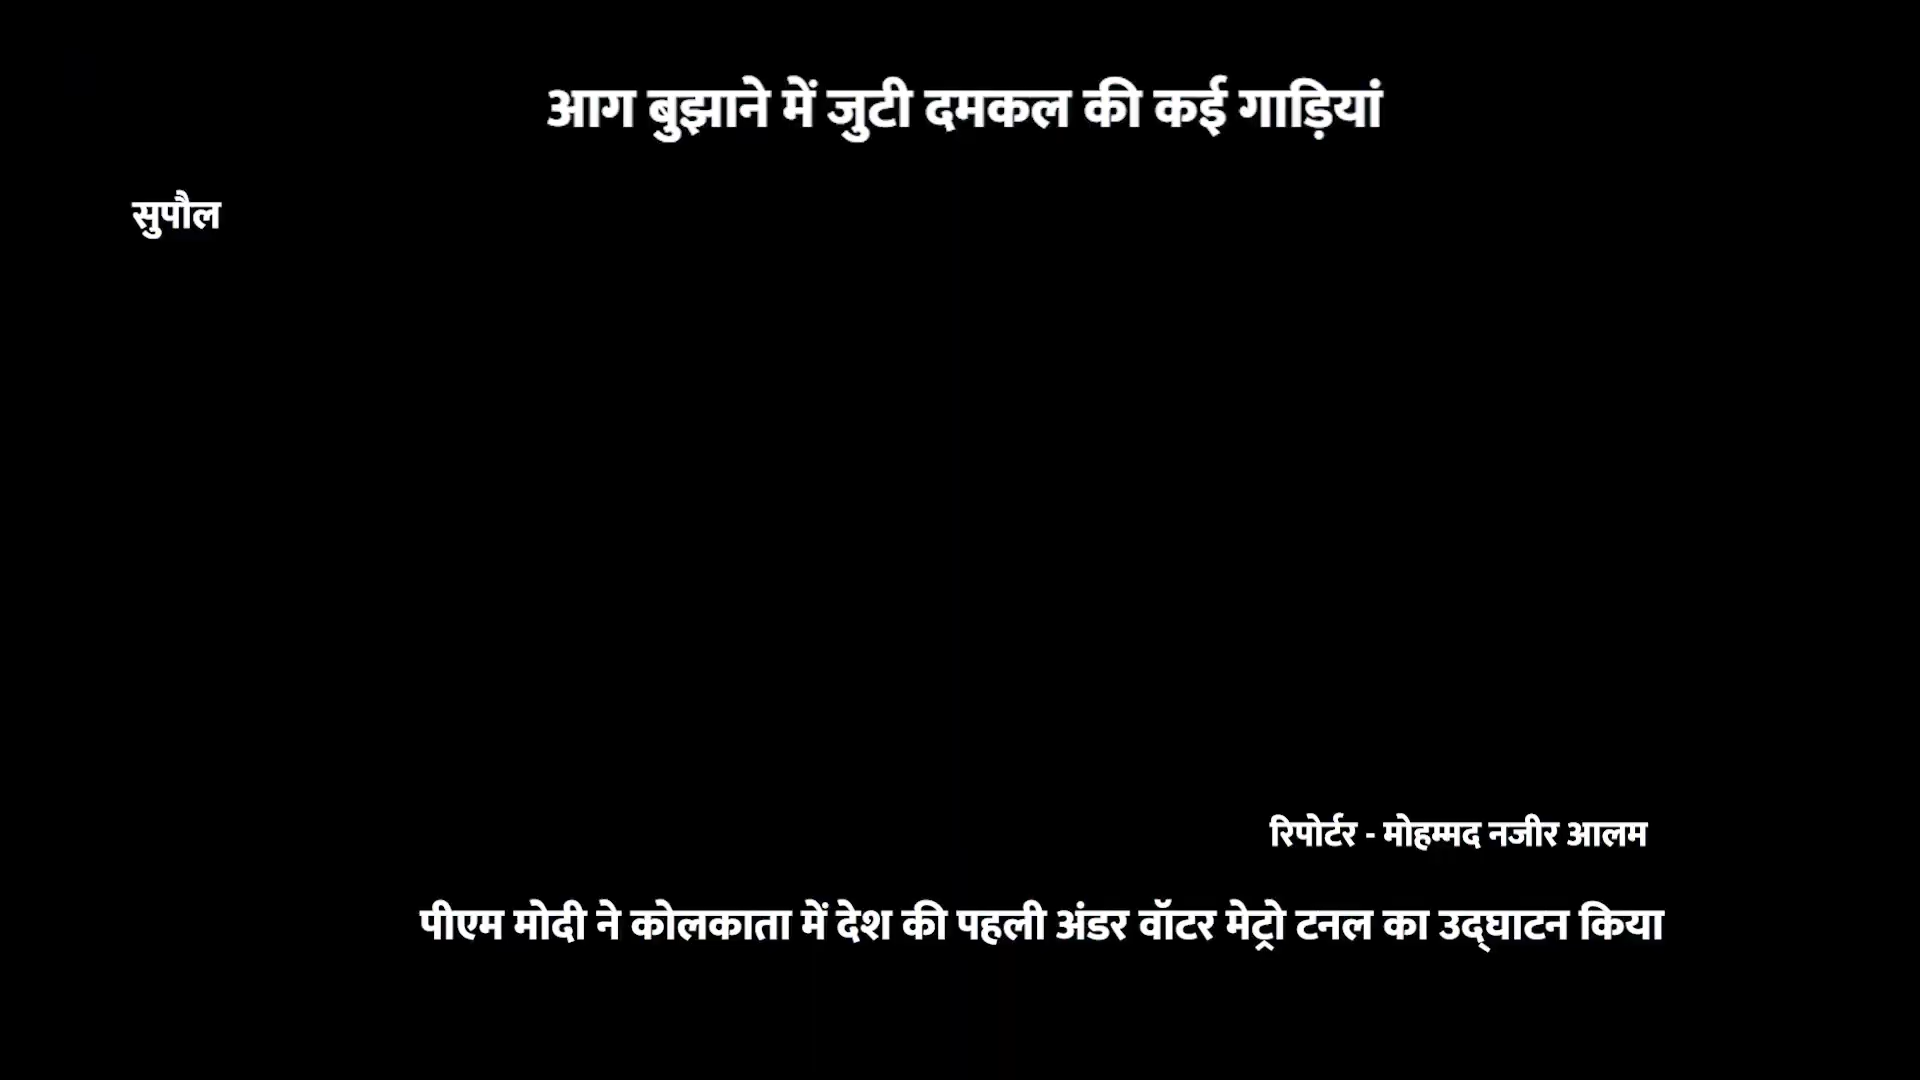 आग बुझाने में जुटी दमकल की कई गाड़ियां
सुपौल
रिपोर्टर - मोहम्मद नजीर आलम
पीएम मोदी ने कोलकाता में देश की पहली अंडर वॉटर मेट्रो टनल का उद्घाटन किया